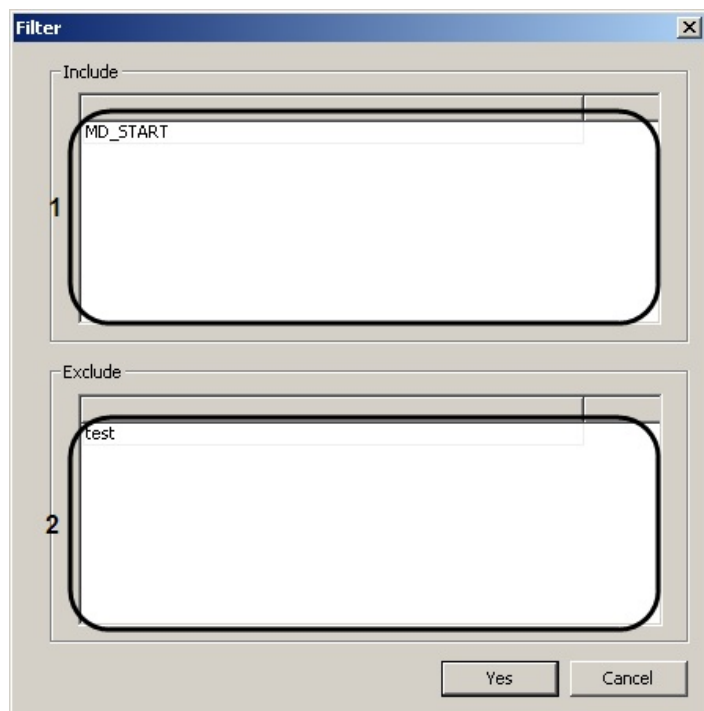 Filter
Include
MD_START
1
Exclude
test
2
Yes Cancel